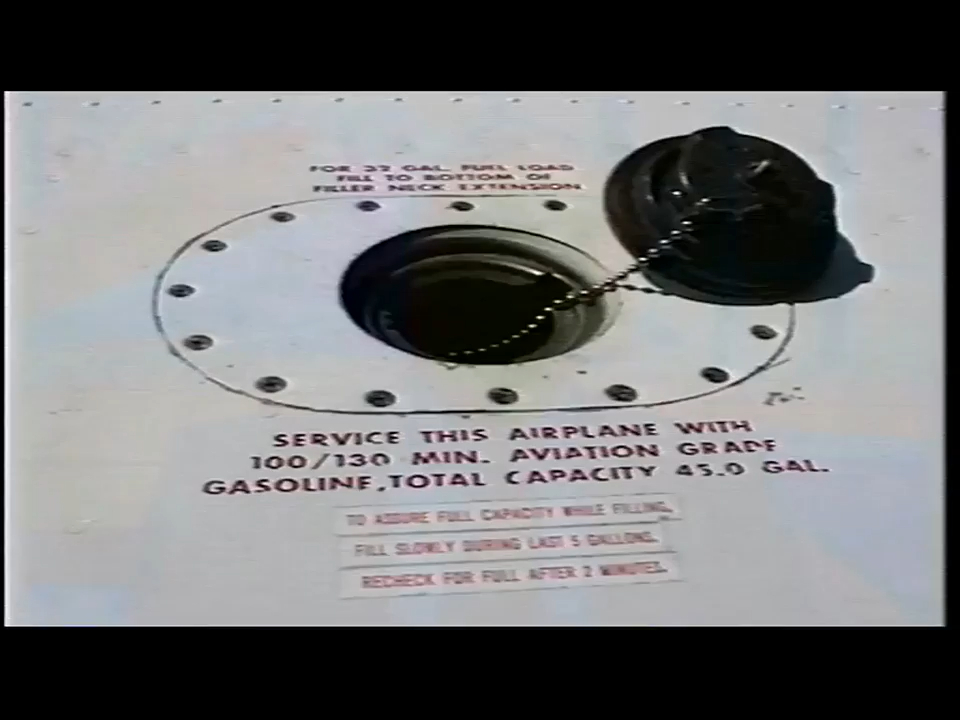 FOR 32 GAL. FUEL LOAD
FILL TO BOTTOM OF
FILLER NECK EXTENSION
SERVICE THIS AIRPLANE WITH
100/130 MIN. AVIATION GRADE
GASOLINE, TOTAL CAPACITY 45.0 GAL.
TO ASSURE FULL CAPACITY WHILE FILLING,
FILL SLOWLY DURING LAST 5 GALLONS.
RECHECK FOR FULL AFTER 2 MINUTES.